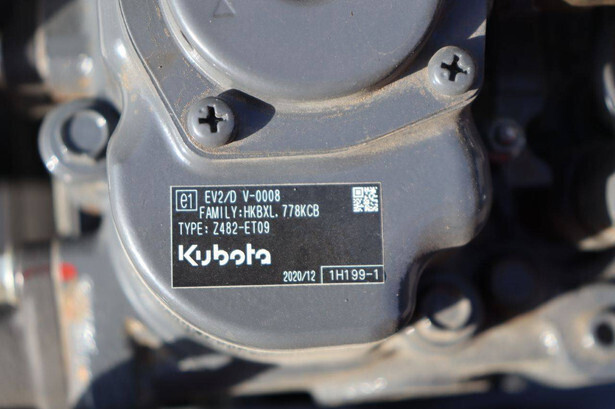 e1 EV2/D V-0008
FAMILY:HKBXL.778KCB
TYPE: Z482-ET09
Kubota
2020/12 1H199-1